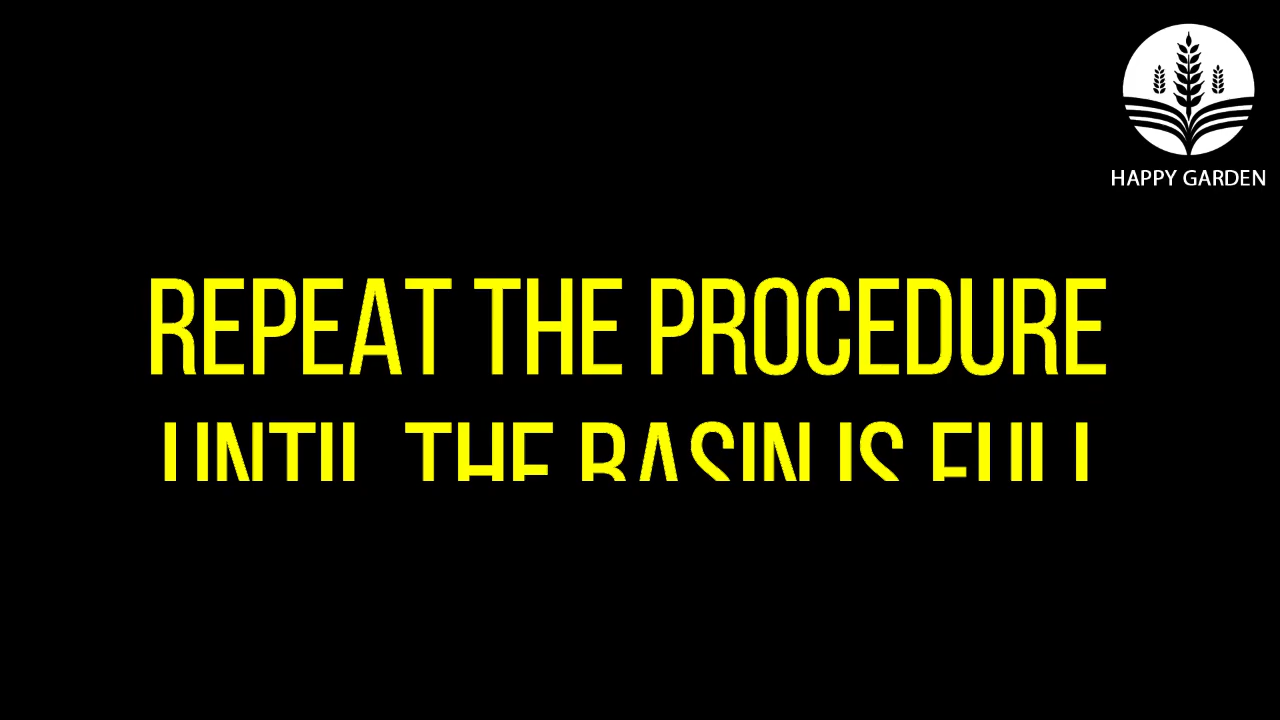 HAPPY GARDEN
REPEAT THE PROCEDURE
UNTIL THE BASIN IS FULL